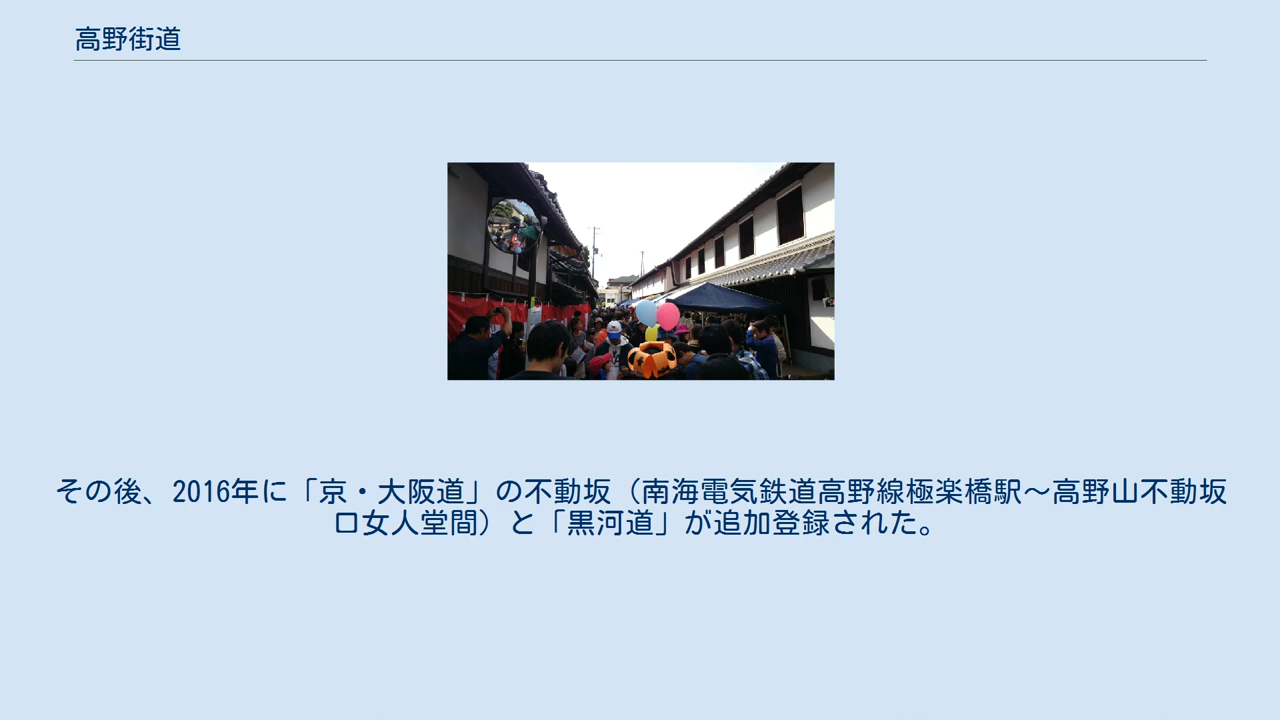 高野街道
その後、2016年に「京・大阪道」の不動坂（南海電気鉄道高野線極楽橋駅～高野山不動坂
口女人堂間）と「黒河道」が追加登録された。